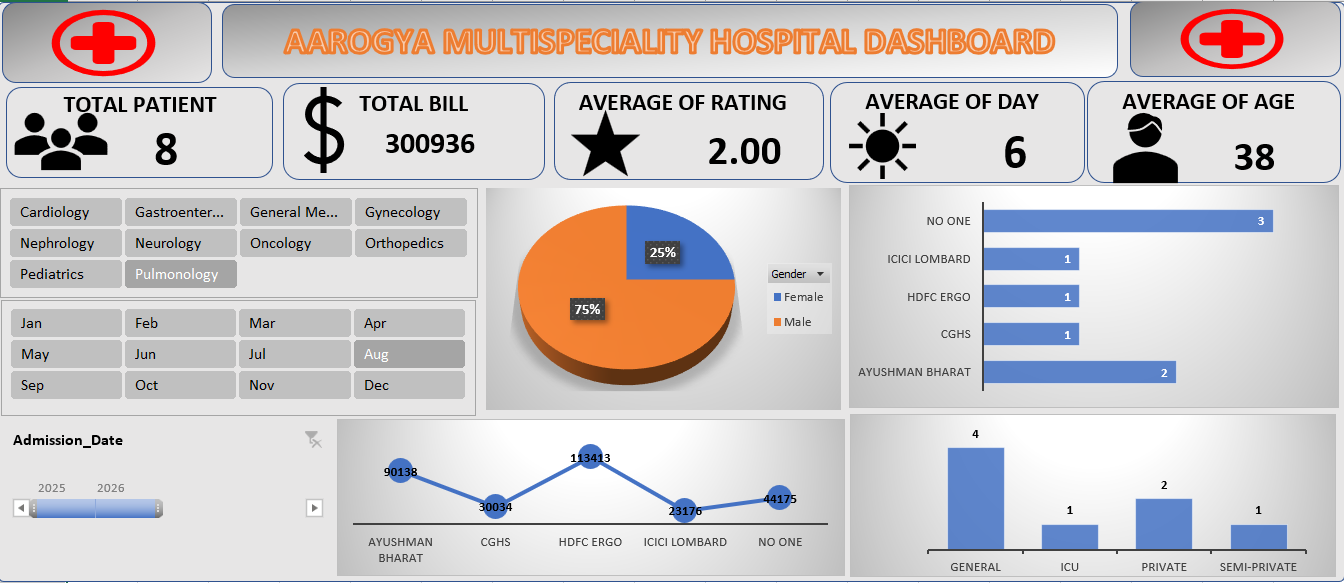 AAROGYA MULTISPECIALITY HOSPITAL DASHBOARD
TOTAL PATIENT
8
TOTAL BILL
300936
AVERAGE OF RATING
2.00
AVERAGE OF DAY
6
AVERAGE OF AGE
38
Cardiology Gastroenter... General Me... Gynecology
Nephrology Neurology Oncology Orthopedics
Pediatrics Pulmonology
Jan Feb Mar Apr
May Jun Jul Aug
Sep Oct Nov Dec
25%
75%
Gender
Female
Male
NO ONE 3
ICICI LOMBARD 1
HDFC ERGO 1
CGHS 1
AYUSHMAN BHARAT 2
Admission_Date
2025 2026
90138 30034 113413 23176 44175
AYUSHMAN BHARAT CGHS HDFC ERGO ICICI LOMBARD NO ONE
4 1 2 1
GENERAL ICU PRIVATE SEMI-PRIVATE